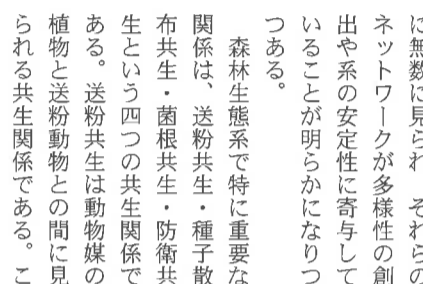 に無数に見られ それらの
ネットワークが多様性の創
出や系の安定性に寄与して
いることが明らかになりつ
つある。
森林生態系で特に重要な
関係は、送粉共生・種子散
布共生・菌根共生・防衛共
生という四つの共生関係で
ある。送粉共生は動物媒の
植物と送粉動物との間に見
られる共生関係である。こ